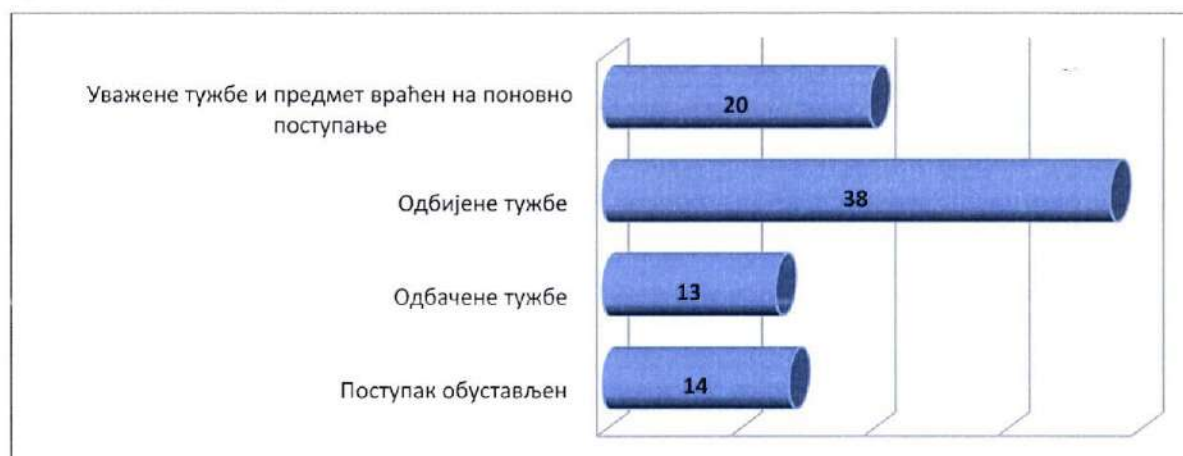 Уважене тужбе и предмет враћен на поновно
поступање
20
Одбијене тужбе
38
Одбачене тужбе
13
Поступак обустављен
14